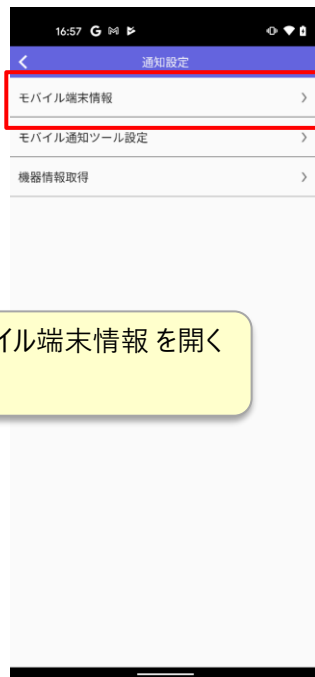 16:57 G
通知設定
モバイル端末情報
モバイル通知ツール設定
機器情報取得
イル端末情報 を開く